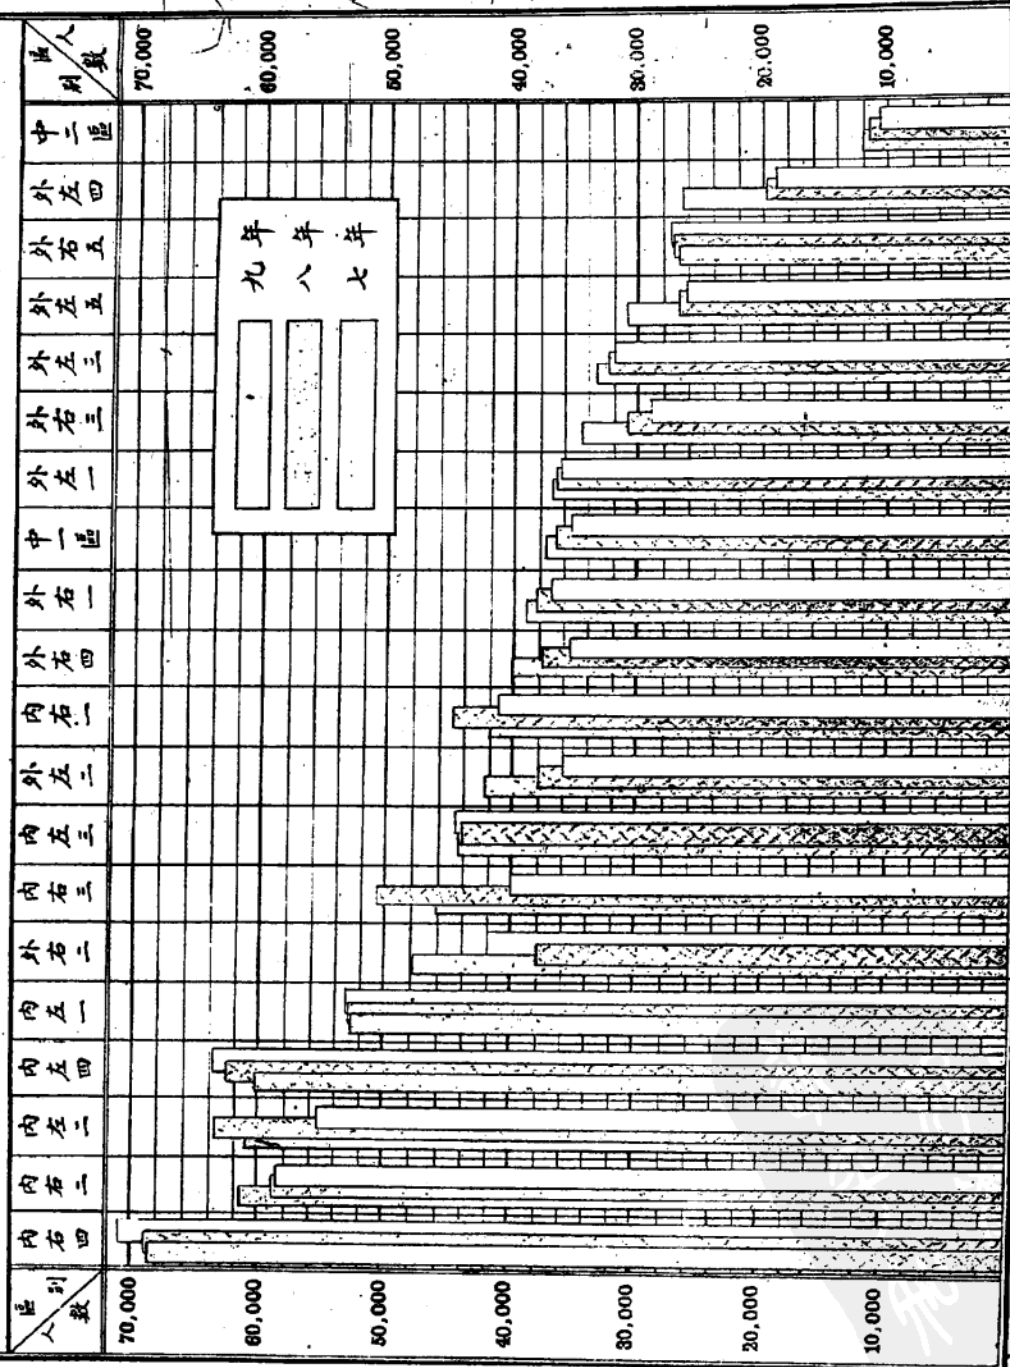 區別 人數
70,000
60,000
50,000
40,000
30,000
20,000
10,000
中二區
外左四
外右五
外左五
外左三
外右三
外左一
中一區
外右一
外右四
內右一
外左二
內左三
內右三
外右二
內左一
內左四
內左二
內右二
內右四
九年
八年
七年
區別 人數
70,000
60,000
50,000
40,000
30,000
20,000
10,000